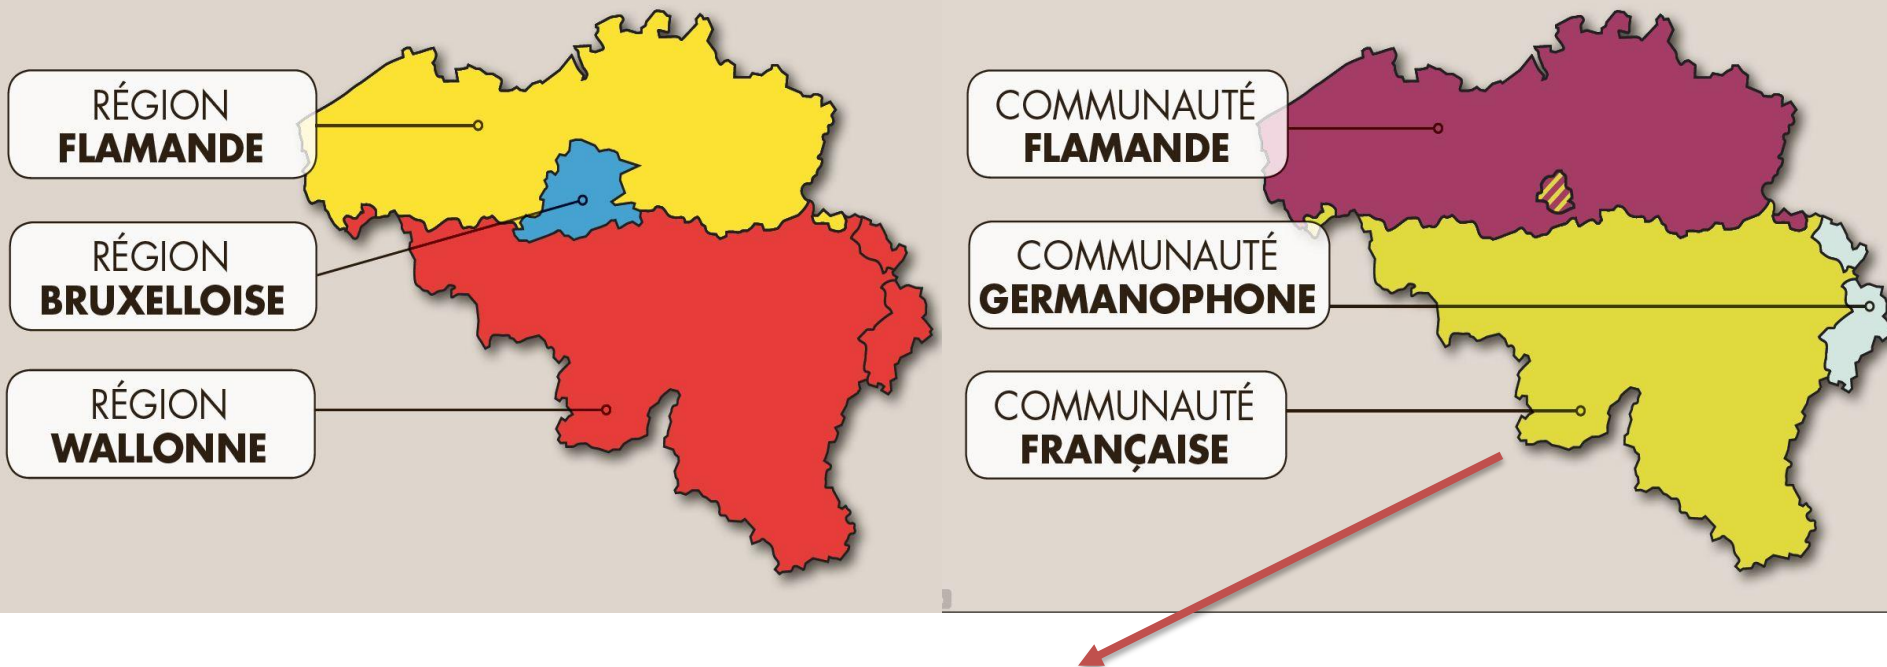 RÉGION
FLAMANDE
RÉGION
BRUXELLOISE
RÉGION
WALLONNE
COMMUNAUTÉ
FLAMANDE
COMMUNAUTÉ
GERMANOPHONE
COMMUNAUTÉ
FRANÇAISE